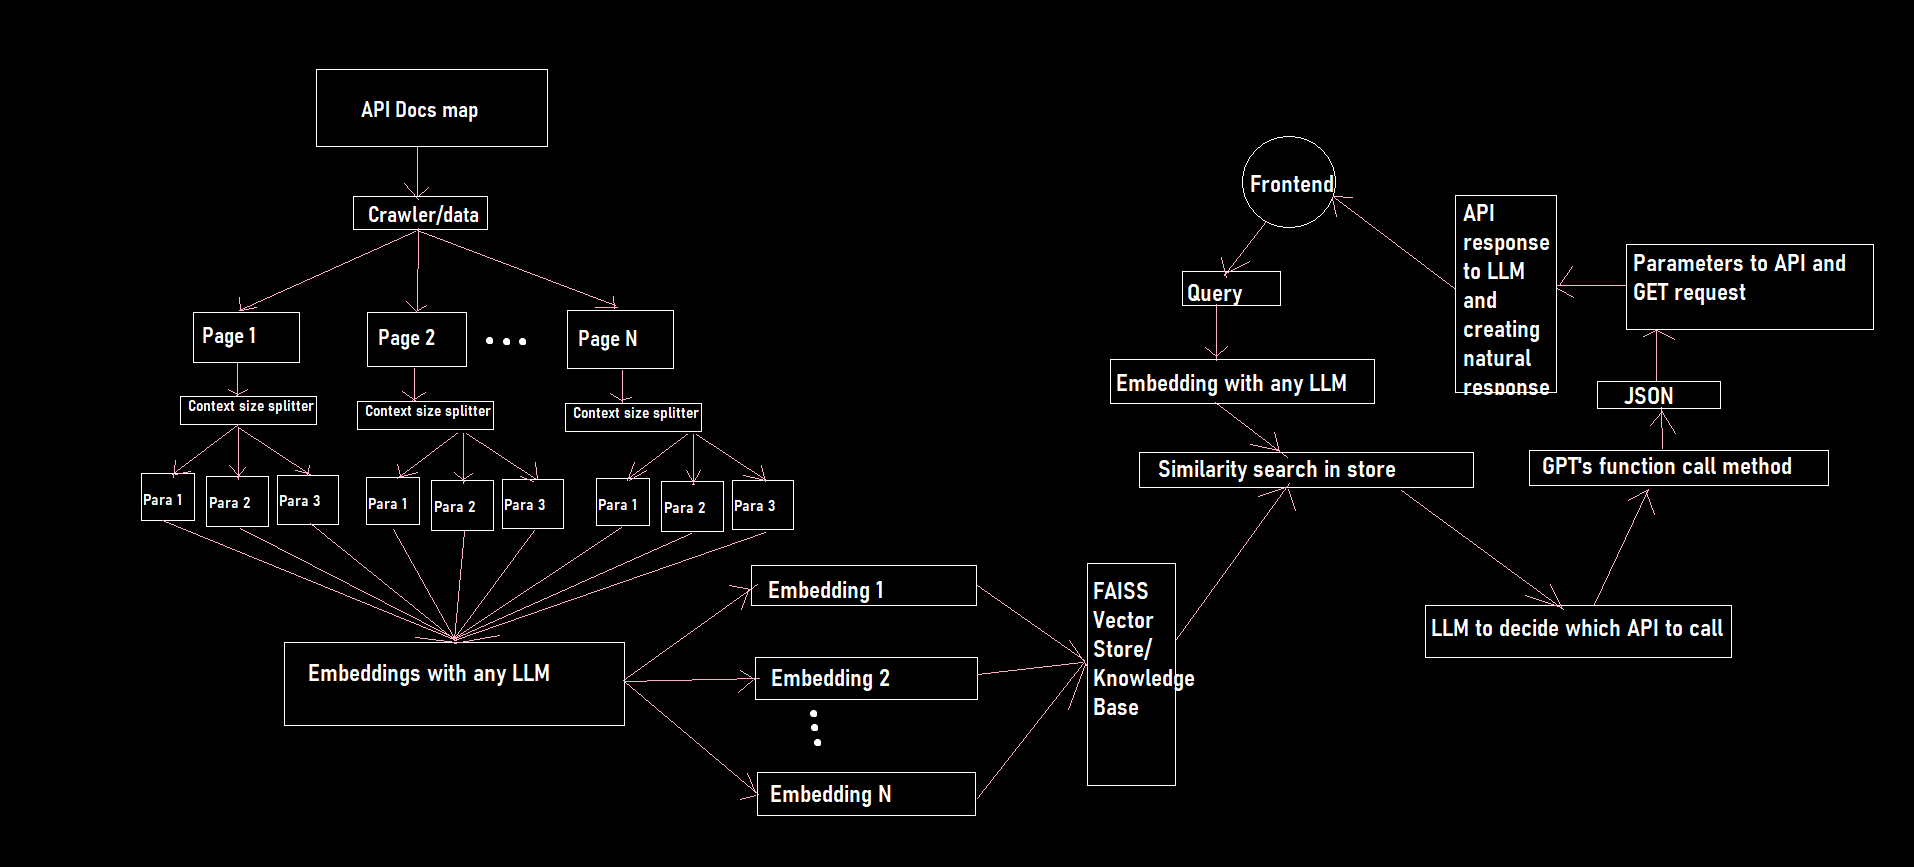 API Docs map
Crawler/data
Page 1
Page 2
Page N
Context size splitter
Context size splitter
Context size splitter
Para 1
Para 2
Para 3
Para 1
Para 2
Para 3
Para 1
Para 2
Para 3
Embeddings with any LLM
Embedding 1
Embedding 2
Embedding N
FAISS
Vector
Store/
Knowledge
Base
Frontend
Query
Embedding with any LLM
Similarity search in store
LLM to decide which API to call
GPT's function call method
JSON
Parameters to API and
GET request
API
response
to LLM
and
creating
natural
response